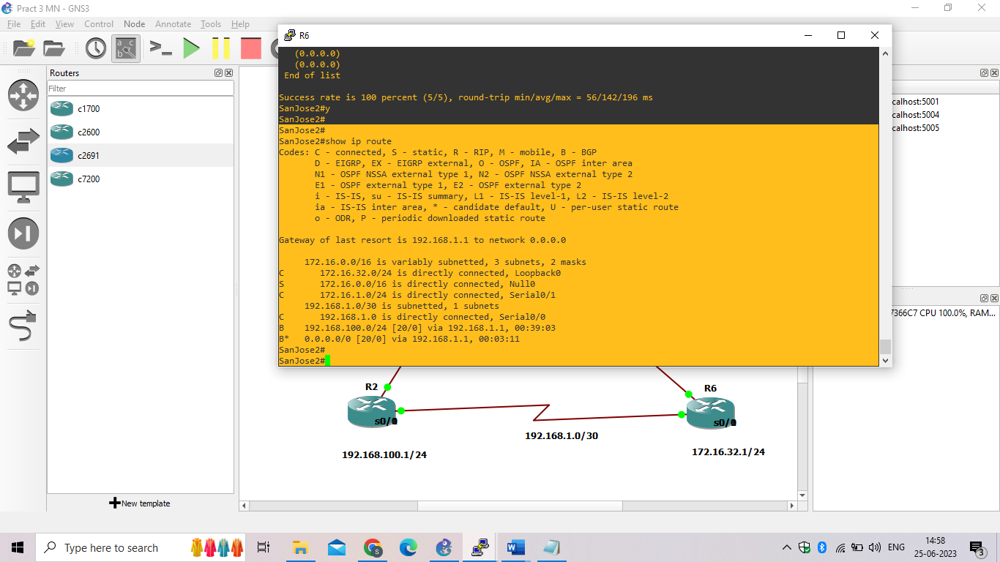 Pract 3 MN - GNS3
File Edit View Control Node Annotate Tools Help
Routers
Filter
c1700
c2600
c2691
c7200
New template
R6
(0.0.0.0)
(0.0.0.0)
End of list
Success rate is 100 percent (5/5), round-trip min/avg/max = 56/142/196 ms
SanJose2#y
SanJose2#
SanJose2#
SanJose2#show ip route
Codes: C - connected, S - static, R - RIP, M - mobile, B - BGP
D - EIGRP, EX - EIGRP external, O - OSPF, IA - OSPF inter area
N1 - OSPF NSSA external type 1, N2 - OSPF NSSA external type 2
E1 - OSPF external type 1, E2 - OSPF external type 2
i - IS-IS, su - IS-IS summary, L1 - IS-IS level-1, L2 - IS-IS level-2
ia - IS-IS inter area, * - candidate default, U - per-user static route
o - ODR, P - periodic downloaded static route
Gateway of last resort is 192.168.1.1 to network 0.0.0.0
172.16.0.0/16 is variably subnetted, 3 subnets, 2 masks
C 172.16.32.0/24 is directly connected, Loopback0
S 172.16.0.0/16 is directly connected, Null0
C 172.16.1.0/24 is directly connected, Serial0/1
192.168.1.0/30 is subnetted, 1 subnets
C 192.168.1.0 is directly connected, Serial0/0
B 192.168.100.0/24 [20/0] via 192.168.1.1, 00:39:03
B* 0.0.0.0/0 [20/0] via 192.168.1.1, 00:03:11
SanJose2#
SanJose2#
calhost:5001
calhost:5004
calhost:5005
7366C7 CPU 100.0%, RAM...
R2
R6
192.168.1.0/30
192.168.100.1/24
172.16.32.1/24
Type here to search
ENG
14:58
25-06-2023
3